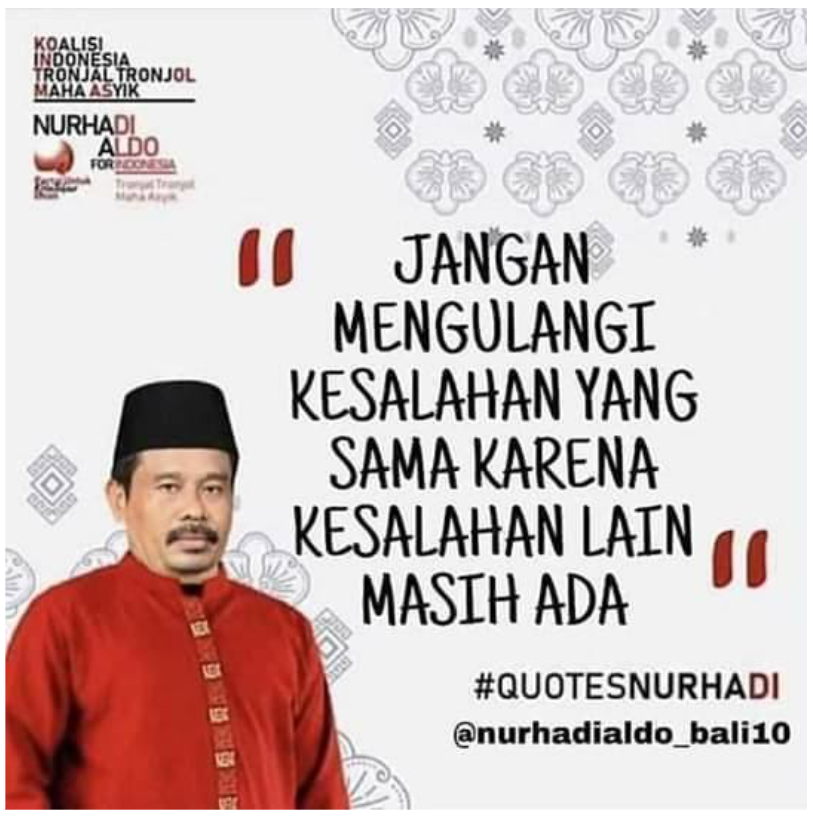 KOALISI
INDONESIA
TRONJAL TRONJOL
MAHA ASYIK
NURHADI
ALDO
FOR INDONESIA
Tronjal Tronjol
Maha Asyik
"JANGAN
MENGULANGI
KESALAHAN YANG
SAMA KARENA
KESALAHAN LAIN
MASIH ADA"
#QUOTESNURHADI
@nurhadialdo_bali10